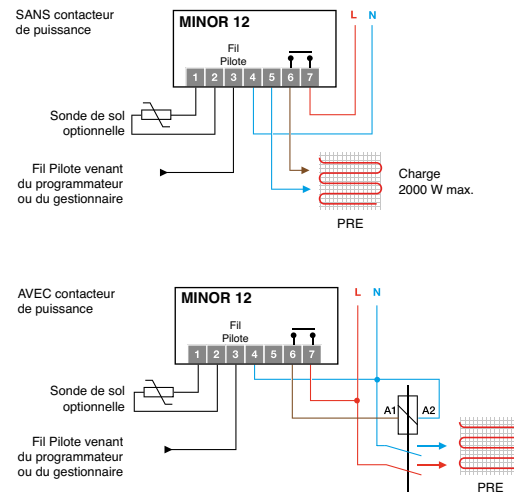 SANS contacteur
de puissance
MINOR 12
L N
Fil
Pilote
1 2 3 4 5 6 7
Sonde de sol
optionnelle
Fil Pilote venant
du programmateur
ou du gestionnaire
Charge
2000 W max.
PRE
AVEC contacteur
de puissance
MINOR 12
L N
Fil
Pilote
1 2 3 4 5 6 7
Sonde de sol
optionnelle
A1 A2
Fil Pilote venant
du programmateur
ou du gestionnaire
PRE